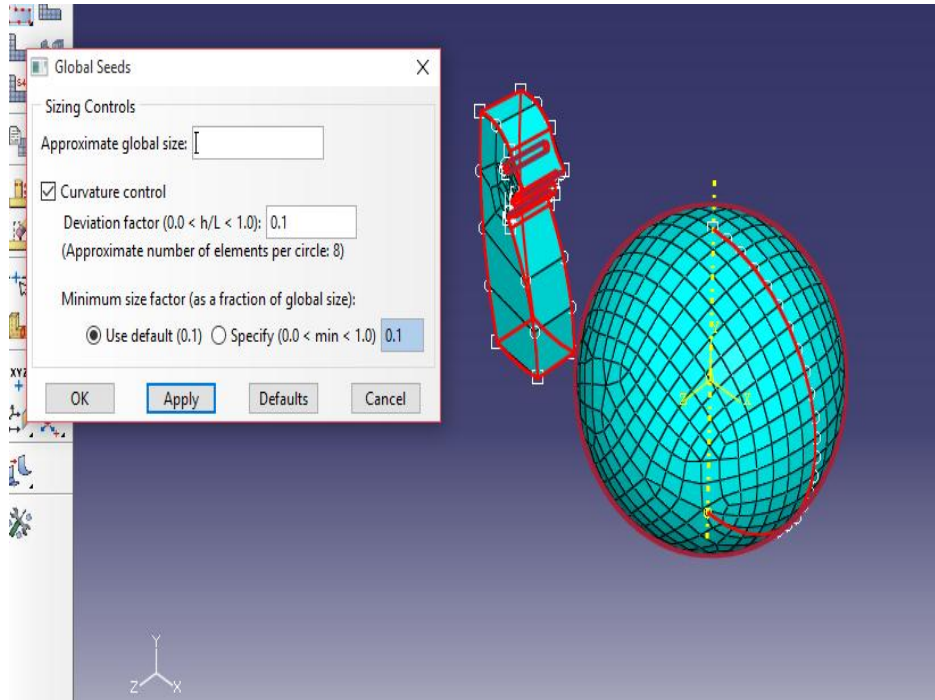 Global Seeds
Sizing Controls
Approximate global size:
Curvature control
Deviation factor (0.0 < h/L < 1.0): 0.1
(Approximate number of elements per circle: 8)
Minimum size factor (as a fraction of global size):
Use default (0.1) Specify (0.0 < min < 1.0) 0.1
OK Apply Defaults Cancel
XYZ
Y
Z X
Y
Z X